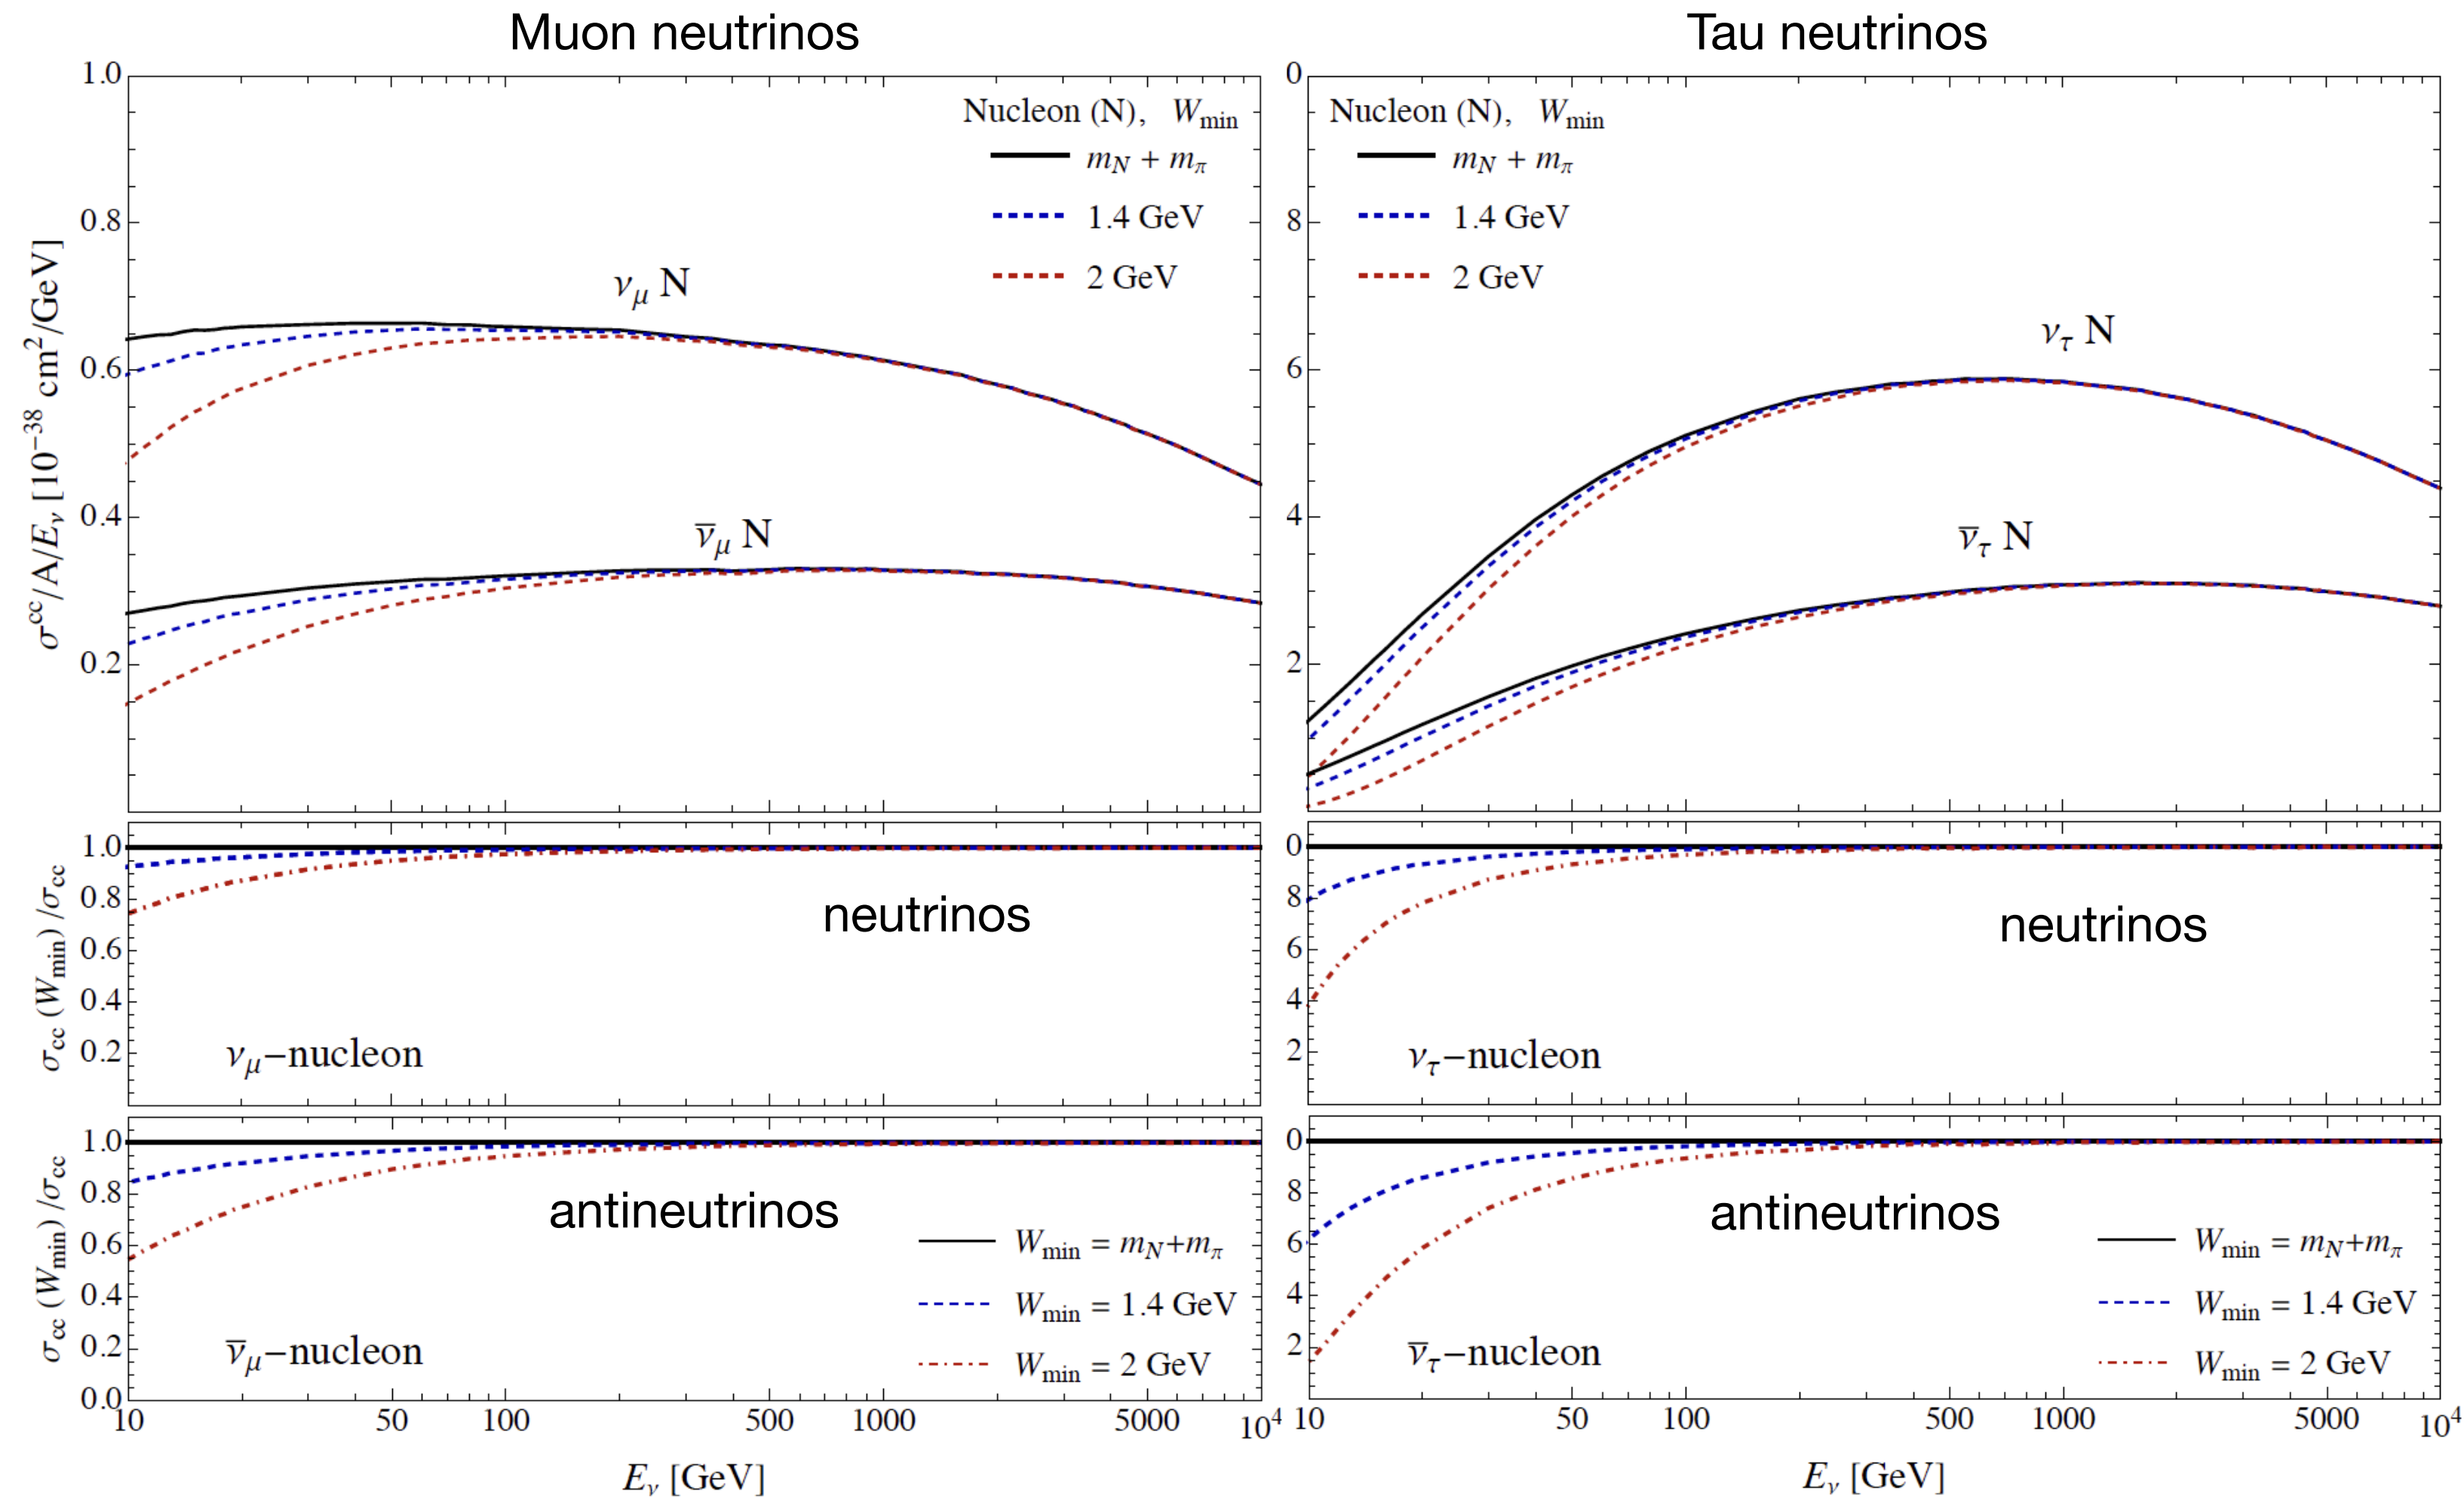 Muon neutrinos
1.0
0.8
0.6
0.4
0.2
σ^cc/A/E_ν [10^−38 cm^2/GeV]
Nucleon (N), W_min
m_N + m_π
1.4 GeV
2 GeV
ν_μ N
ν̅_μ N
1.0
0.8
0.6
0.4
0.2
σ_cc (W_min) /σ_cc
neutrinos
ν_μ−nucleon
1.0
0.8
0.6
0.4
0.2
0.0
σ_cc (W_min) /σ_cc
antineutrinos
ν̅_μ−nucleon
W_min = m_N+m_π
W_min = 1.4 GeV
W_min = 2 GeV
10 50 100 500 1000 5000 10^4
E_ν [GeV]
Tau neutrinos
0
8
6
4
2
Nucleon (N), W_min
m_N + m_π
1.4 GeV
2 GeV
ν_τ N
ν̅_τ N
0
8
6
4
2
neutrinos
ν_τ−nucleon
0
8
6
4
2
antineutrinos
ν̅_τ−nucleon
W_min = m_N+m_π
W_min = 1.4 GeV
W_min = 2 GeV
10 50 100 500 1000 5000 10^4
E_ν [GeV]